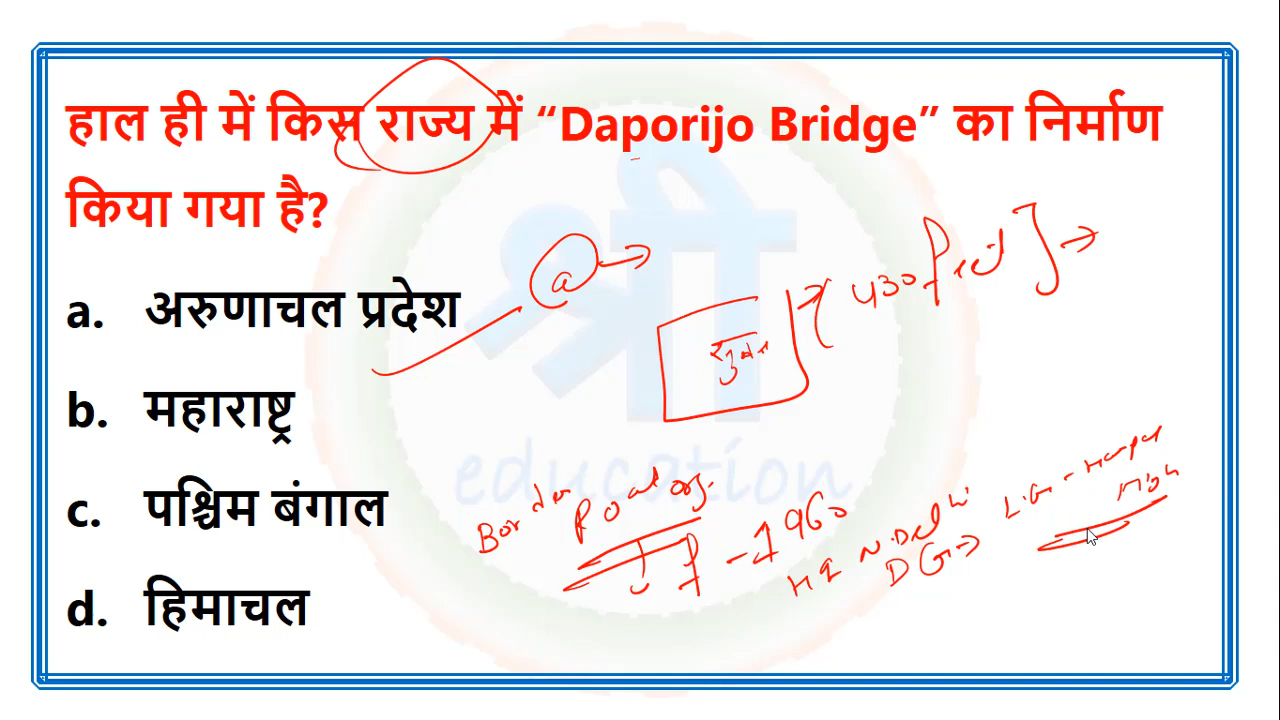 हाल ही में किस राज्य में “Daporijo Bridge” का निर्माण
किया गया है?
a. अरुणाचल प्रदेश
a
430 feet
b. महाराष्ट्र
श्री
education
c. पश्चिम बंगाल
Border Road org.
1960
HQ N.Delhi
DG
d. हिमाचल